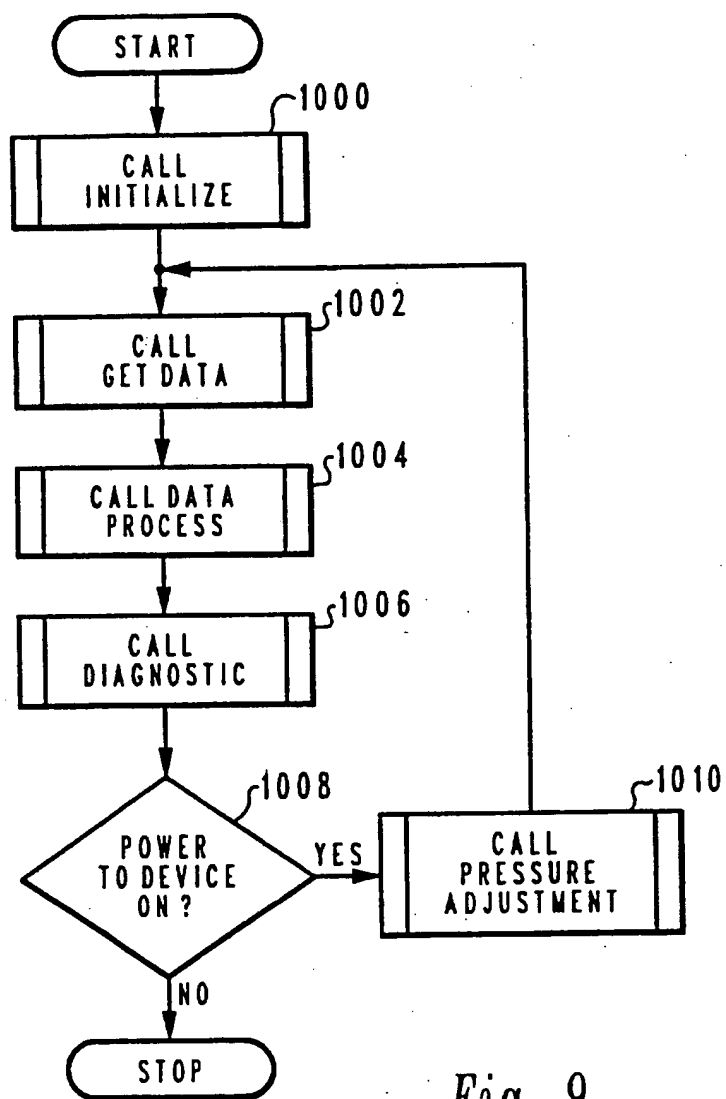 START
1000
CALL
INITIALIZE
1002
CALL
GET DATA
1004
CALL DATA
PROCESS
1006
CALL
DIAGNOSTIC
1008
POWER
TO DEVICE
ON?
YES
1010
CALL
PRESSURE
ADJUSTMENT
NO
STOP
Fig. 9